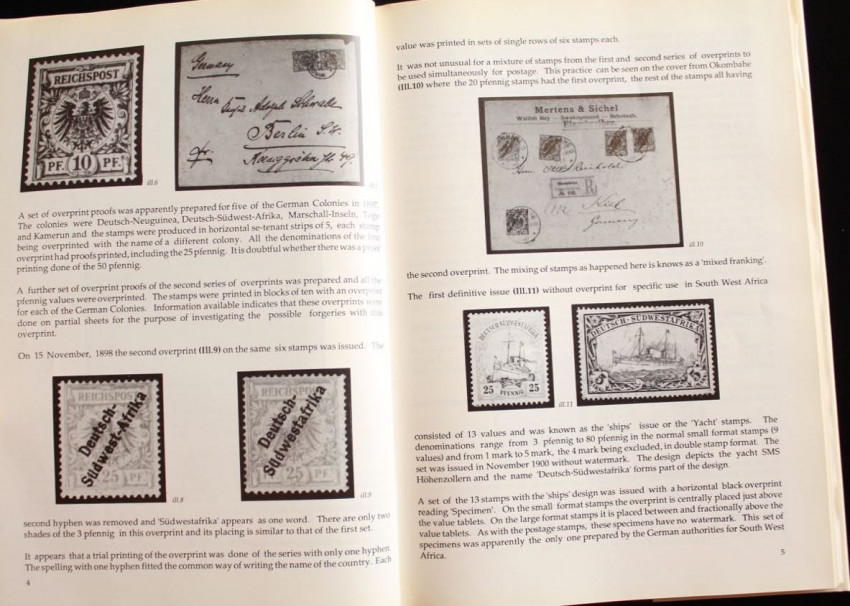 REICHSPOST
PF. 10 PF.
ill.6
Germany
Berlin S.W.
A set of overprint proofs was apparently prepared for five of the German Colonies in
The colonies were Deutsch-Neuguinea, Deutsch-Südwest-Afrika, Marschall-Inseln,
and Kamerun and the stamps were produced in horizontal se-tenant strips of 5, each
being overprinted with the name of a different colony. All the denominations of the
overprint had proofs printed, including the 25 pfennig. It is doubtful whether there was a
printing done of the 50 pfennig.
A further set of overprint proofs of the second series of overprints was prepared and all
pfennig values were overprinted. The stamps were printed in blocks of ten with an
for each of the German Colonies. Information available indicates that these overprints
done on partial sheets for the purpose of investigating the possible forgeries with
overprint.
On 15 November, 1898 the second overprint (Ill.9) on the same six stamps was issued. The
REICHSPOST
Deutsch-
Südwest-Afrika
25
PF.
ill.8
REICHSPOST
Deutsch-
Südwestafrika
25
PF.
ill.9
second hyphen was removed and 'Südwestafrika' appears as one word. There are only two
shades of the 3 pfennig in this overprint and its placing is similar to that of the first set.
It appears that a trial printing of the overprint was done of the series with only one hyphen.
The spelling with one hyphen fitted the common way of writing the name of the country. Each
4
value was printed in sets of single rows of six stamps each.
It was not unusual for a mixture of stamps from the first and second series of overprints to
be used simultaneously for postage. This practice can be seen on the cover from Okombahe
(Ill.10) where the 20 pfennig stamps had the first overprint, the rest of the stamps all having
Mertens & Sichel
Kiel
Germany
ill.10
the second overprint. The mixing of stamps as happened here is knows as a 'mixed franking'.
The first definitive issue (Ill.11) without overprint for specific use in South West Africa
25 25
PFENNIG
DEUTSCH-SÜDWESTAFRIKA
ill.11
consisted of 13 values and was known as the 'ships' issue or the 'Yacht' stamps. The
denominations range from 3 pfennig to 80 pfennig in the normal small format stamps (9
values) and from 1 mark to 5 mark, the 4 mark being excluded, in double stamp format. The
set was issued in November 1900 without watermark. The design depicts the yacht SMS
Höhenzollern and the name 'Deutsch-Südwestafrika' forms part of the design.
A set of the 13 stamps with the 'ships' design was issued with a horizontal black overprint
reading 'Specimen'. On the small format stamps the overprint is centrally placed just above
the value tablets. On the large format stamps it is placed between and fractionally above the
value tablets. As with the postage stamps, these specimens have no watermark. This set of
specimens was apparently the only one prepared by the German authorities for South West
Africa.
5